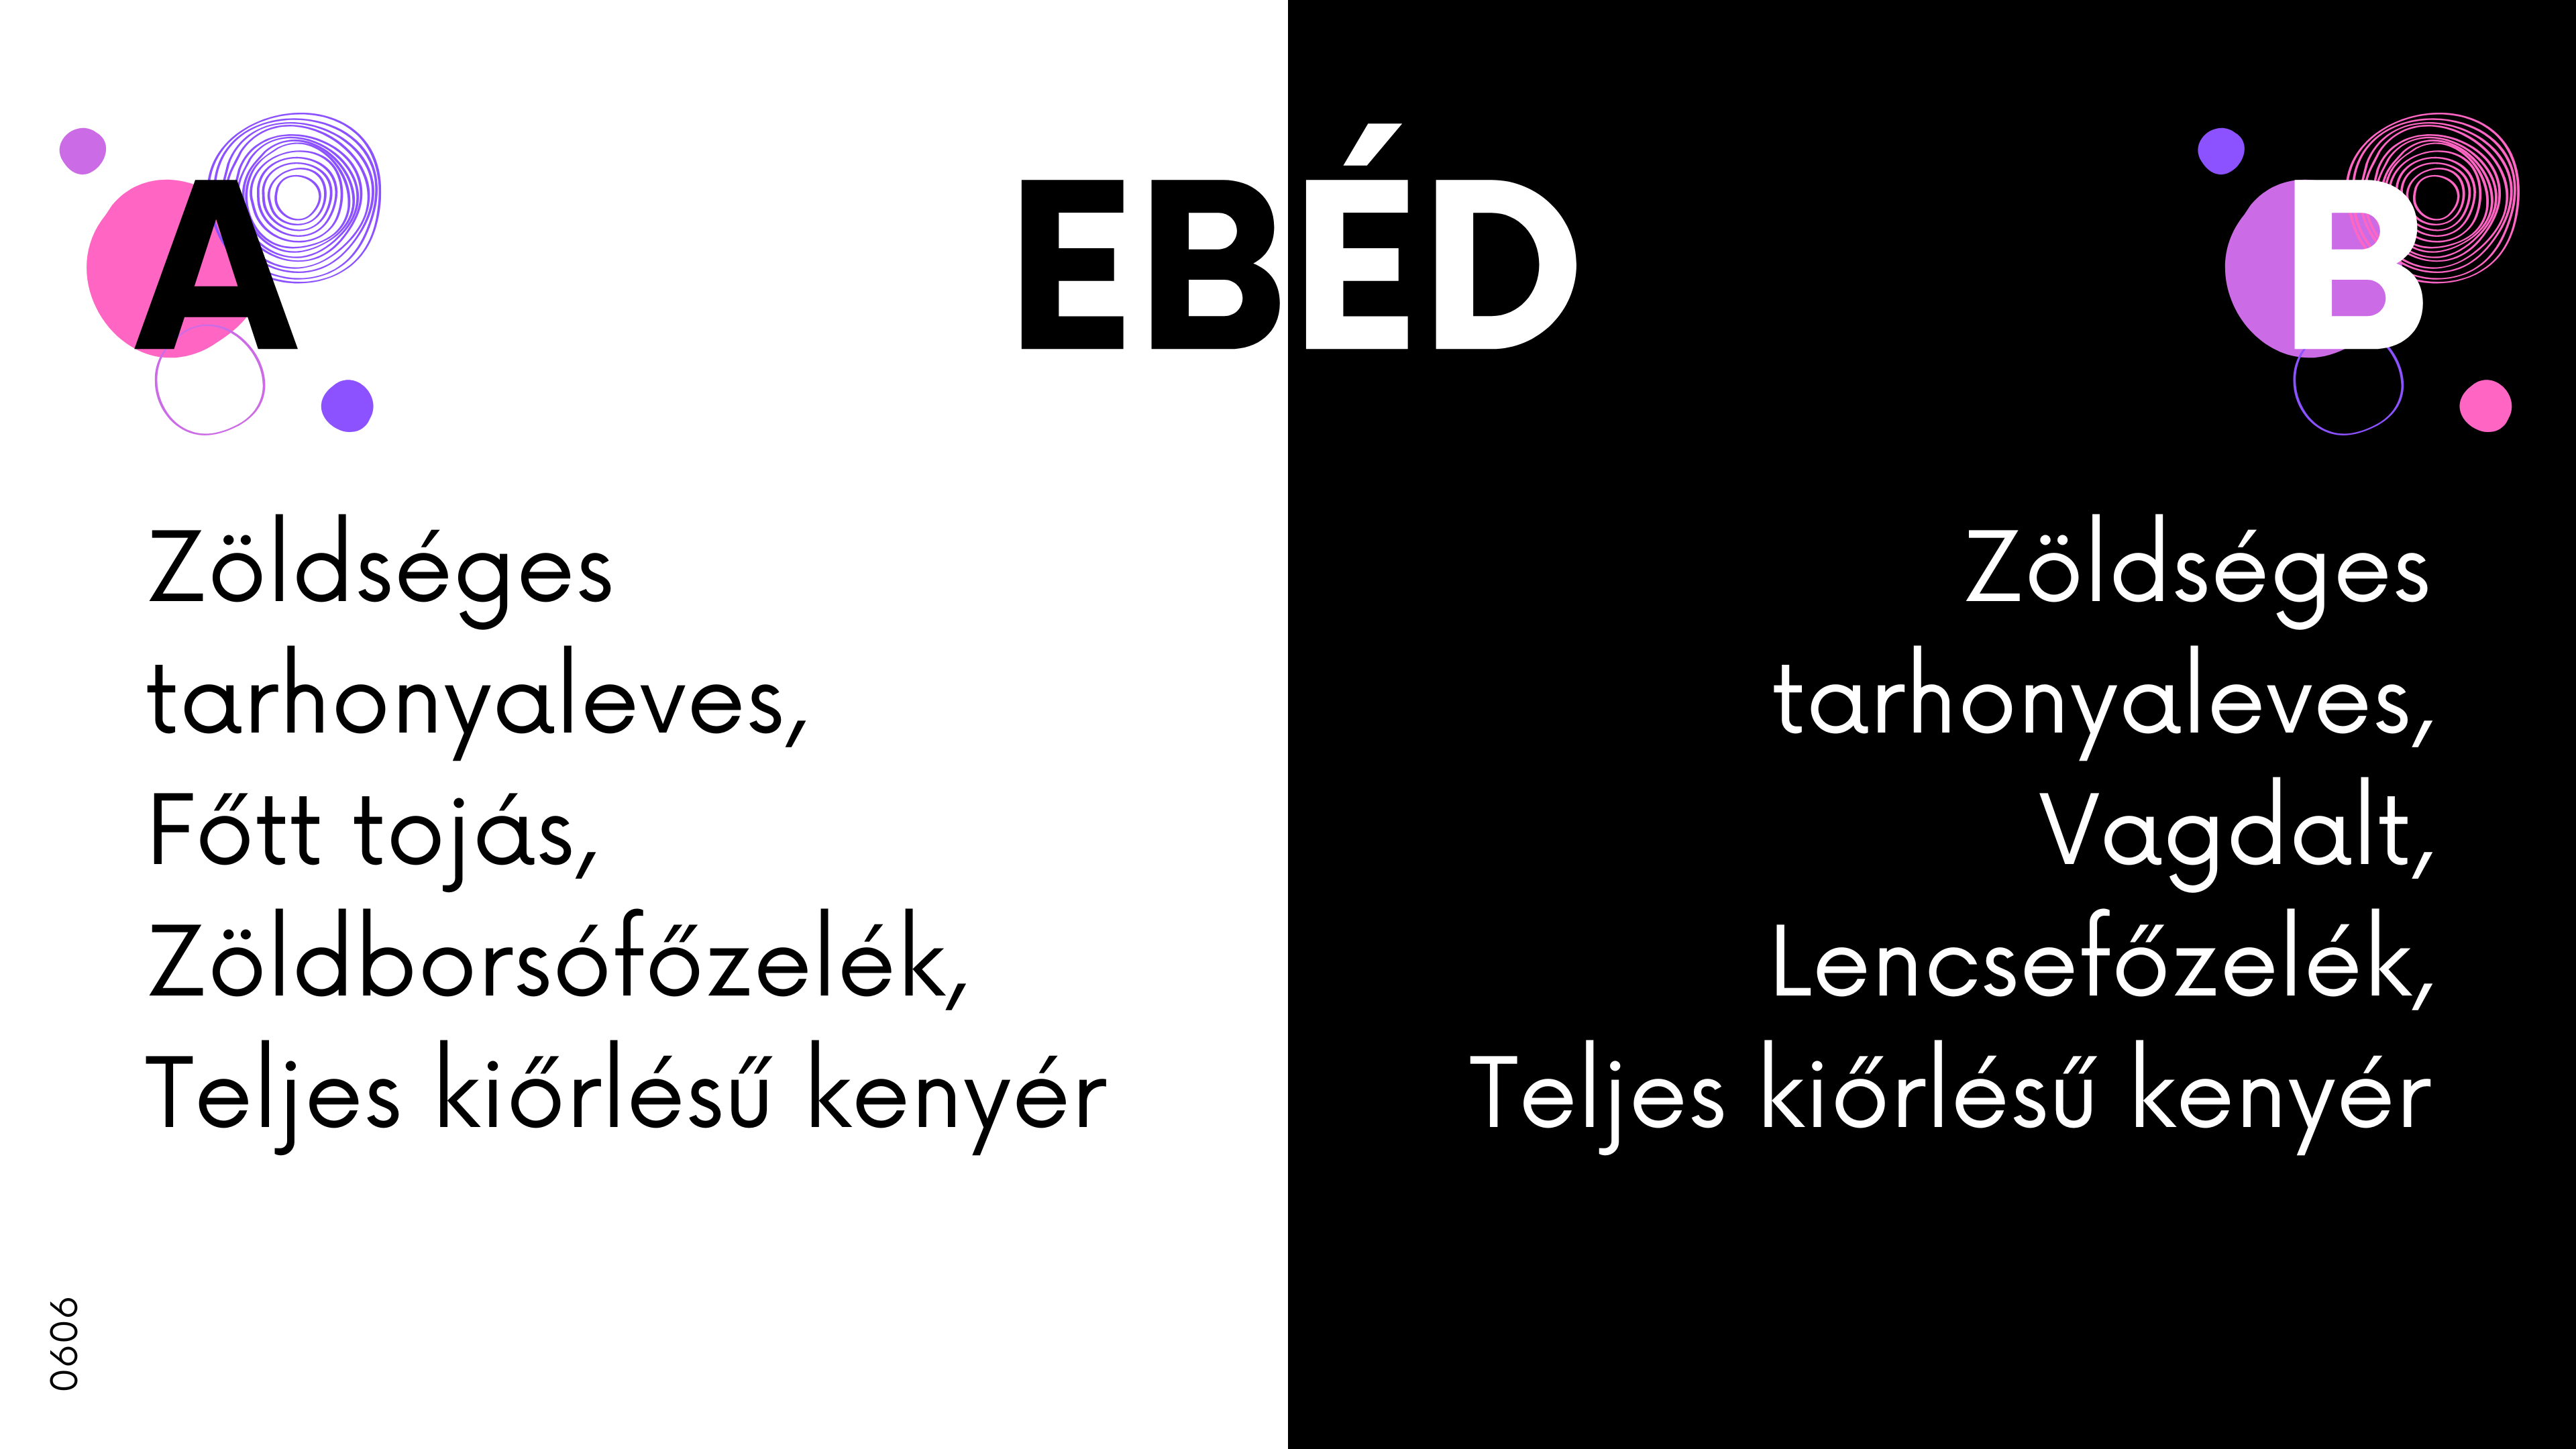 A
EBÉD
B
Zöldséges
tarhonyaleves,
Főtt tojás,
Zöldborsófőzelék,
Teljes kiőrlésű kenyér
Zöldséges
tarhonyaleves,
Vagdalt,
Lencsefőzelék,
Teljes kiőrlésű kenyér
0606